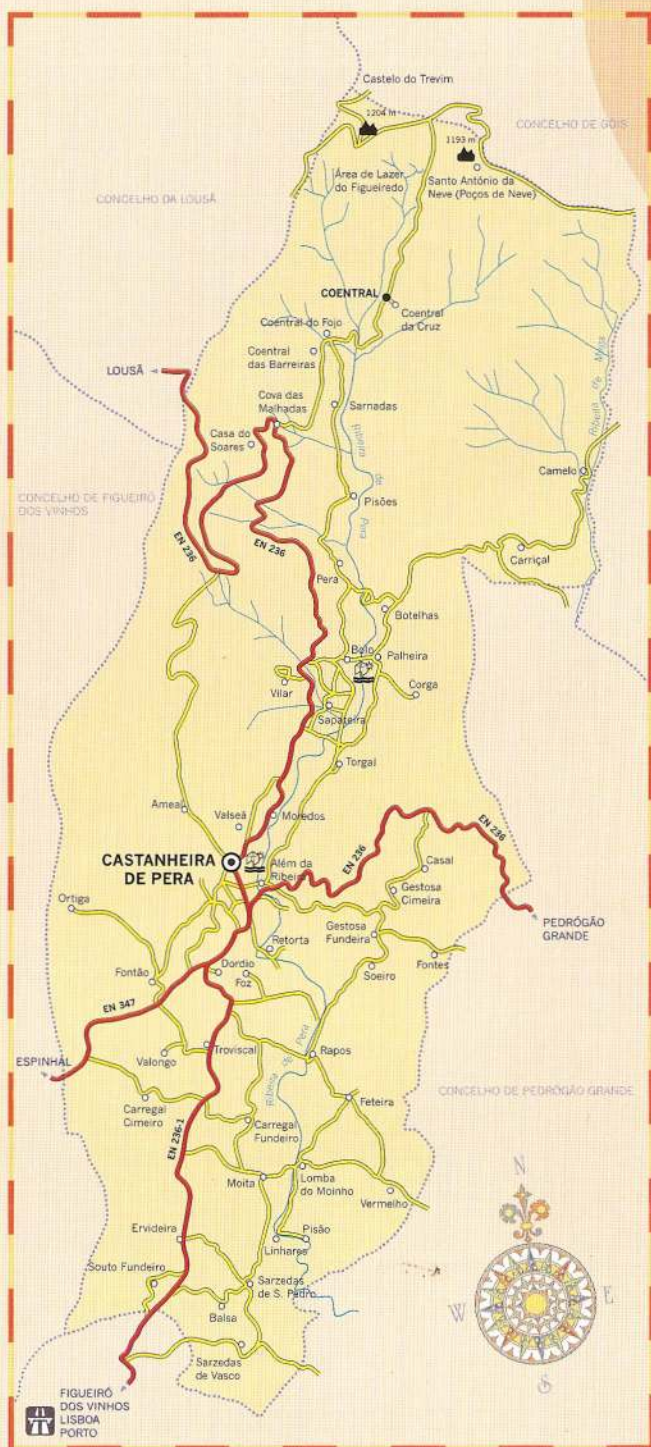 Castelo do Trevim
1204 m
CONCELHO DE GÓIS
1193 m
Área de Lazer
do Figueiredo
Santo António da
Neve (Poços de Neve)
CONCELHO DA LOUSÃ
COENTRAL
Coentral
da Cruz
Coentral do Fojo
Coentral
das Barreiras
LOUSÃ
Cova das
Malhadas
Sarnadas
Ribeira de Mega
Casa do
Soares
Ribeira de Pera
Camelo
CONCELHO DE FIGUEIRÓ
DOS VINHOS
Pisões
EN 236
EN 236
Carriçal
Pera
Botelhas
Bolo
Palheira
Vilar
Corga
Sapateira
Torgal
Ameal
Valseá
Moredos
CASTANHEIRA
DE PERA
Além da
Ribeira
EN 236
EN 236
Casal
Gestosa
Cimeira
Ortiga
PEDRÓGÃO
GRANDE
Gestosa
Fundeira
Retorta
Fontes
Dordio
Foz
Soeiro
Fontão
EN 347
Ribeira de Pera
Troviscal
Rapos
Valongo
ESPINHAL
CONCELHO DE PEDRÓGÃO GRANDE
Feteira
Carregal
Cimeiro
Carregal
Fundeiro
EN 236-1
Moita
Lomba
do Moinho
Vermelho
N
Ervideira
Linhares
Pisão
Souto Fundeiro
Sarzedas
de S. Pedro
W
E
Balsa
Sarzedas
de Vasco
S
FIGUEIRÓ
DOS VINHOS
LISBOA
PORTO